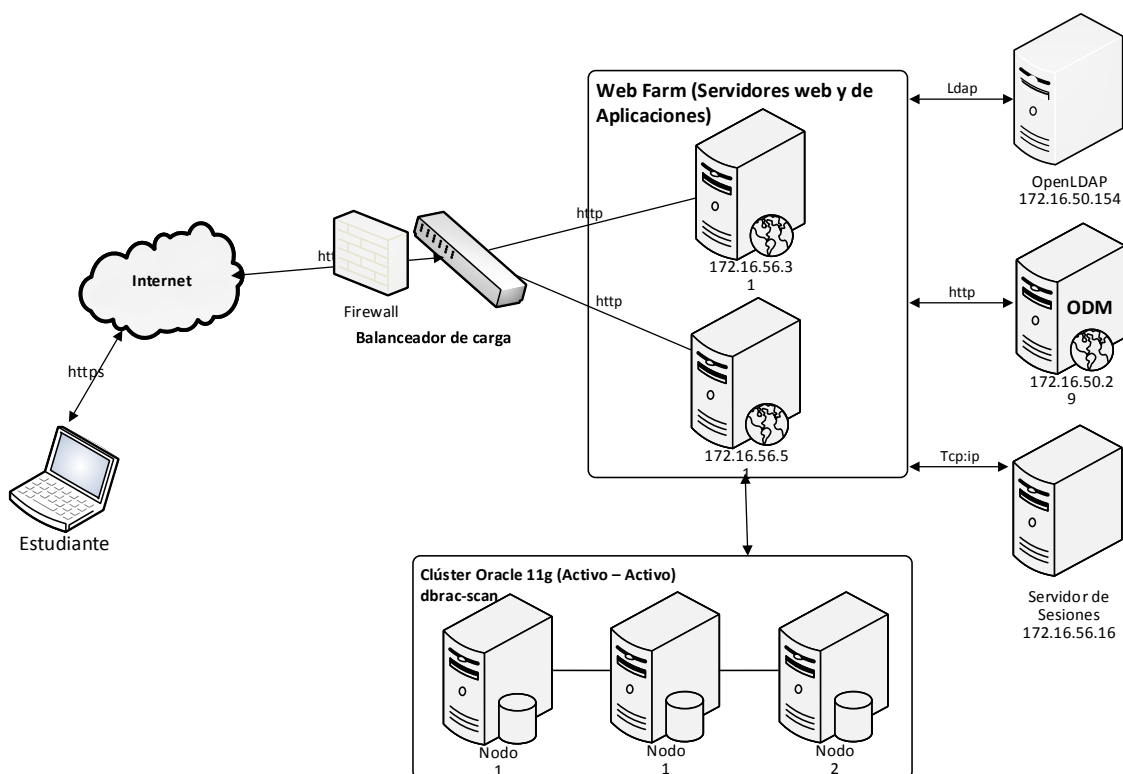 Web Farm (Servidores web y de
Aplicaciones)
Ldap
OpenLDAP
172.16.50.154
http
172.16.56.3
1
Internet
Firewall
Balanceador de carga
http
172.16.56.5
1
http
ODM
172.16.50.2
9
https
Estudiante
Tcp:ip
Servidor de
Sesiones
172.16.56.16
Clúster Oracle 11g (Activo – Activo)
dbrac-scan
Nodo
1
Nodo
1
Nodo
2